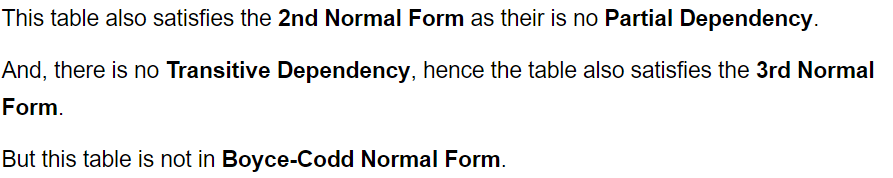 This table also satisfies the 2nd Normal Form as their is no Partial Dependency.
And, there is no Transitive Dependency, hence the table also satisfies the 3rd Normal
Form.
But this table is not in Boyce-Codd Normal Form.